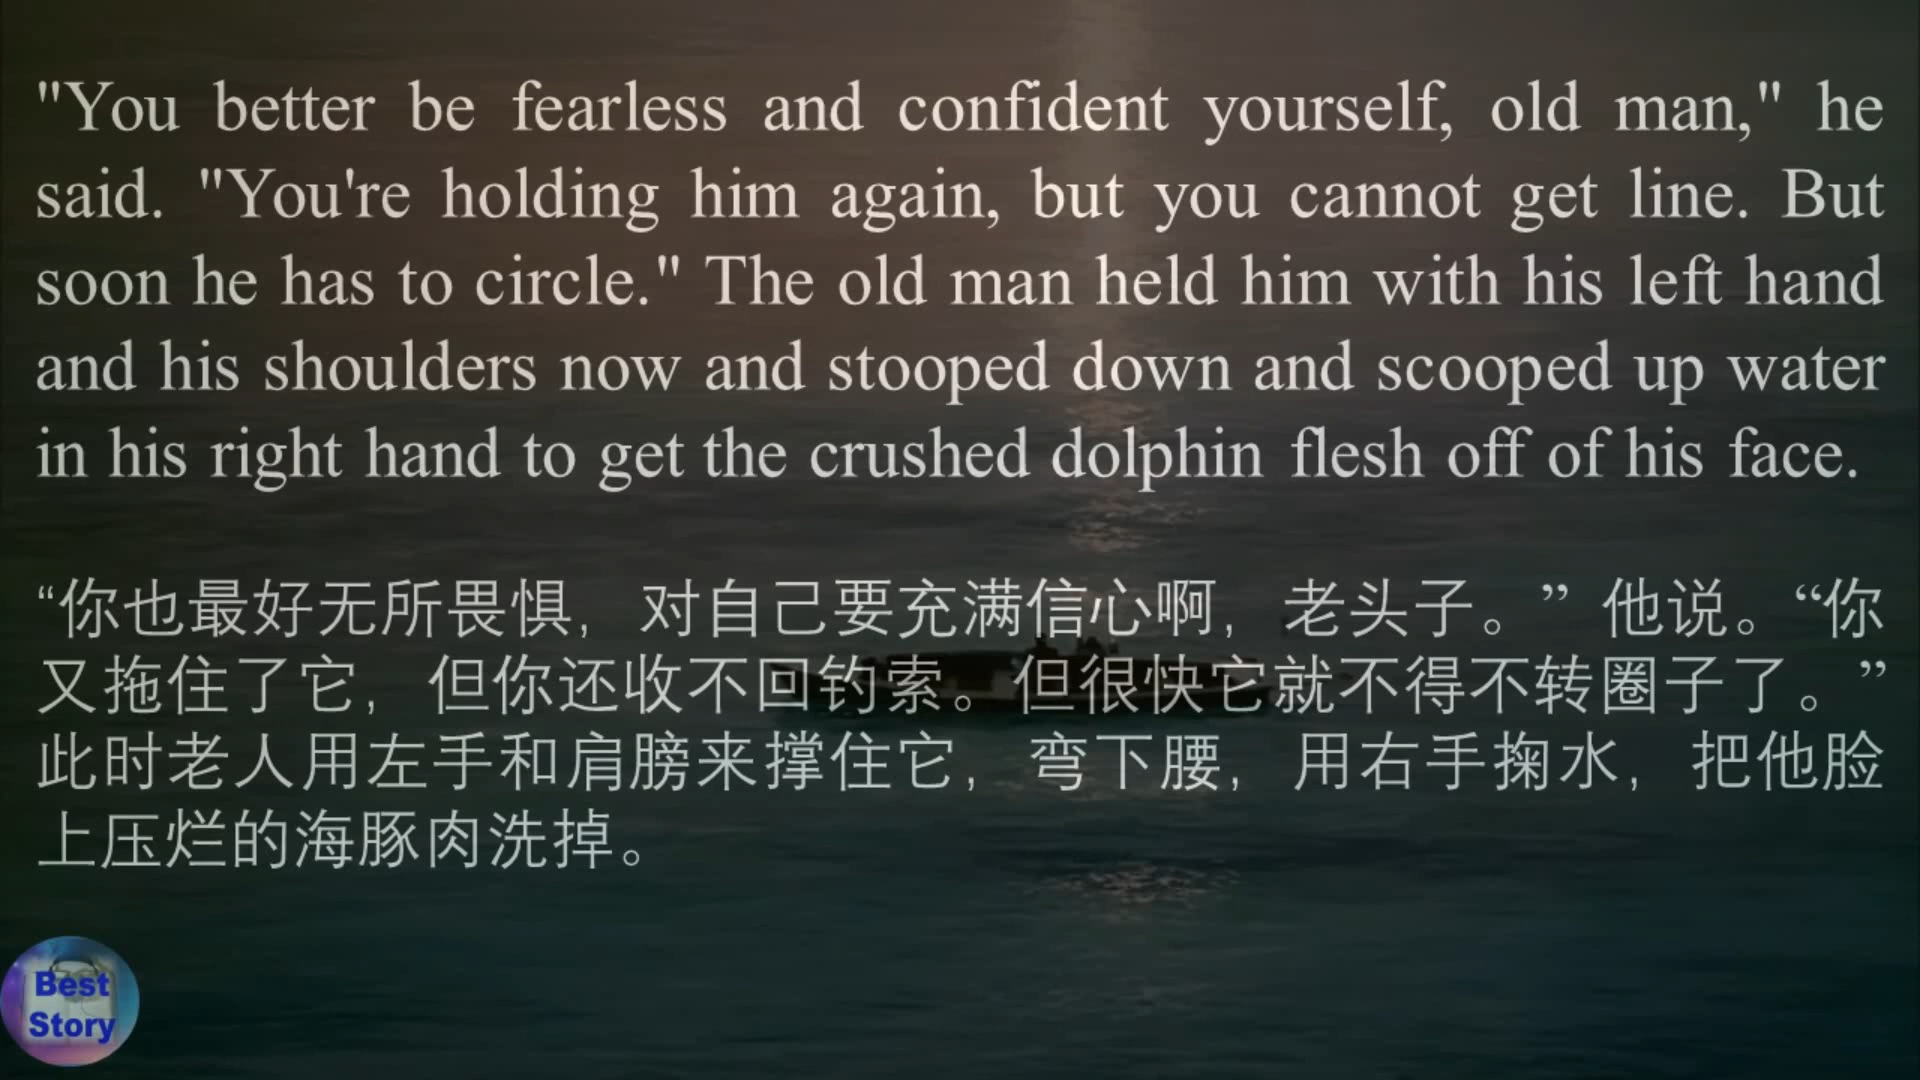 "You better be fearless and confident yourself, old man," he
said. "You're holding him again, but you cannot get line. But
soon he has to circle." The old man held him with his left hand
and his shoulders now and stooped down and scooped up water
in his right hand to get the crushed dolphin flesh off of his face.
“你也最好无所畏惧，对自己要充满信心啊，老头子。” 他说。“你
又拖住了它，但你还收不回钓索。但很快它就不得不转圈子了。”
此时老人用左手和肩膀来撑住它，弯下腰，用右手掬水，把他脸
上压烂的海豚肉洗掉。
Best
Story